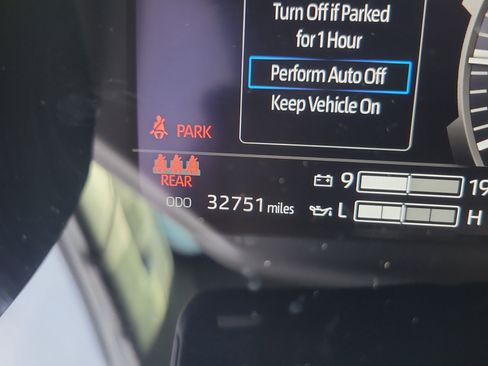 Turn Off if Parked
for 1 Hour
Perform Auto Off
Keep Vehicle On
PARK
REAR
9 19
ODO 32751 miles
L H